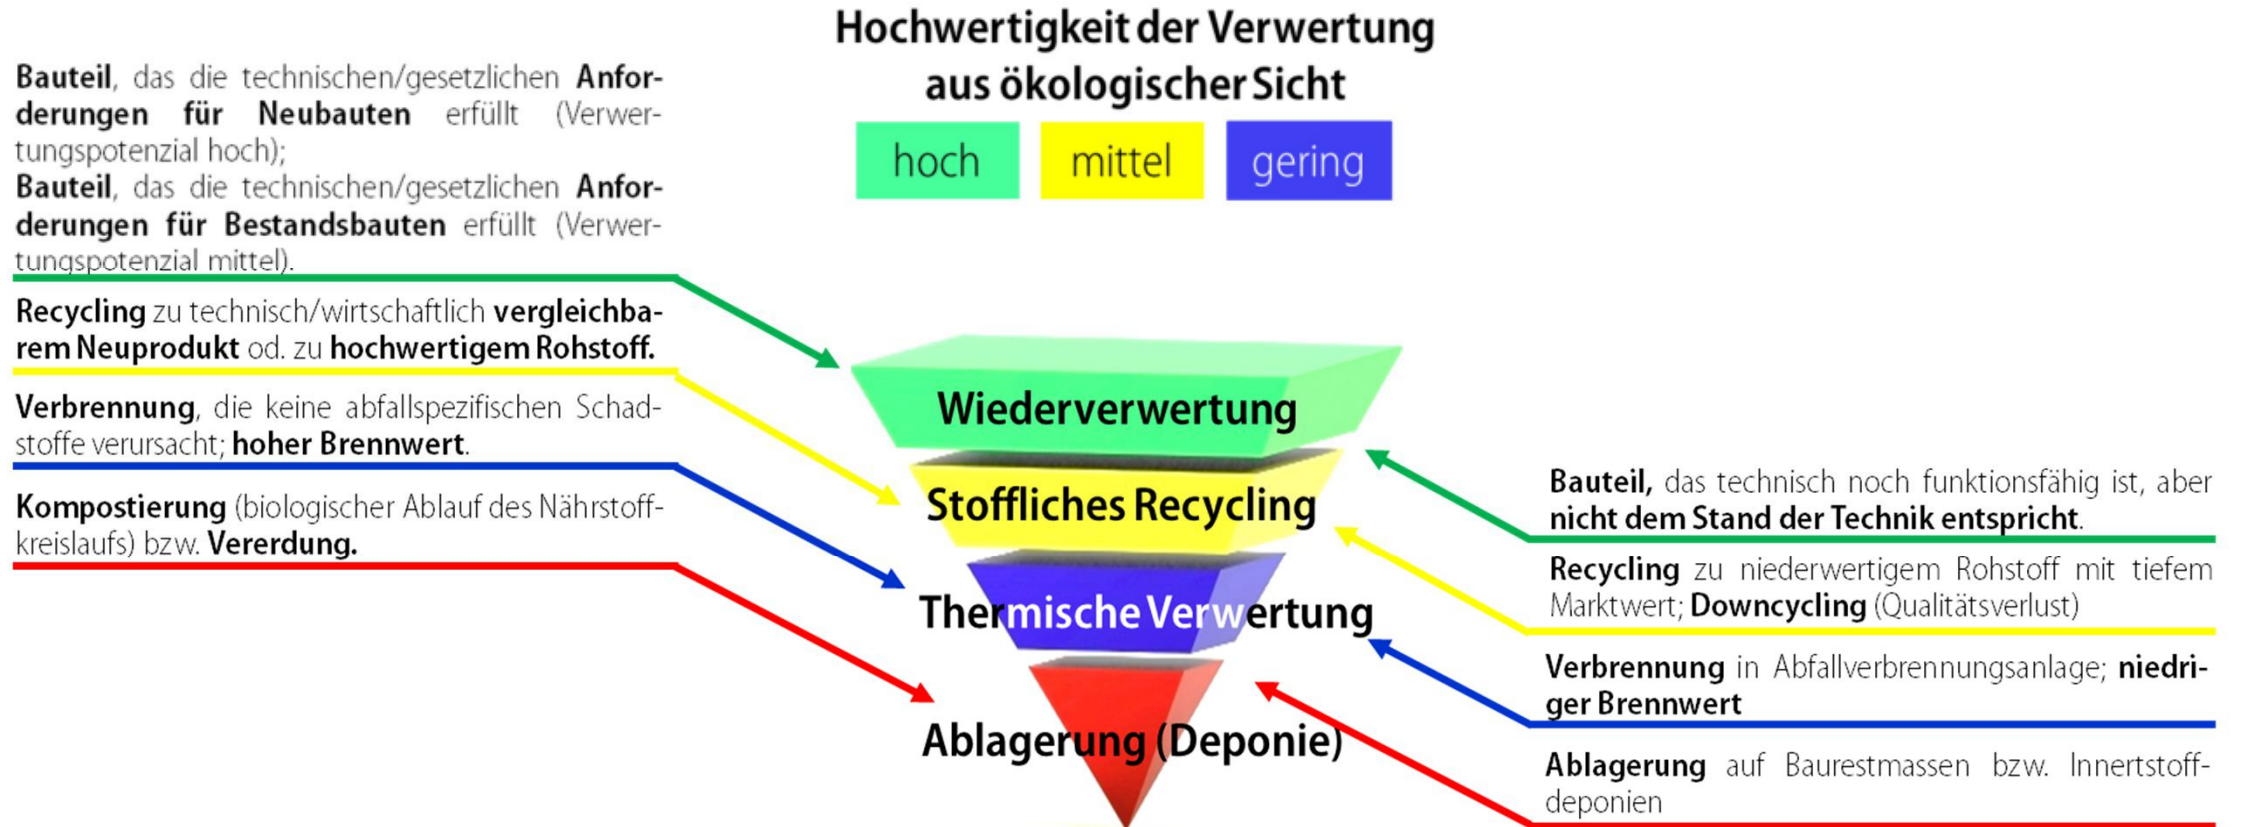 Hochwertigkeit der Verwertung
aus ökologischer Sicht
hoch
mittel
gering
Bauteil, das die technischen/gesetzlichen Anfor-
derungen für Neubauten erfüllt (Verwer-
tungspotenzial hoch);
Bauteil, das die technischen/gesetzlichen Anfor-
derungen für Bestandsbauten erfüllt (Verwer-
tungspotenzial mittel).
Recycling zu technisch/wirtschaftlich vergleichba-
rem Neuprodukt od. zu hochwertigem Rohstoff.
Verbrennung, die keine abfallspezifischen Schad-
stoffe verursacht; hoher Brennwert.
Kompostierung (biologischer Ablauf des Nährstoff-
kreislaufs) bzw. Vererdung.
Wiederverwertung
Stoffliches Recycling
Thermische Verwertung
Ablagerung (Deponie)
Bauteil, das technisch noch funktionsfähig ist, aber
nicht dem Stand der Technik entspricht.
Recycling zu niederwertigem Rohstoff mit tiefem
Marktwert; Downcycling (Qualitätsverlust)
Verbrennung in Abfallverbrennungsanlage; niedri-
ger Brennwert
Ablagerung auf Baurestmassen bzw. Innertstoff-
deponien